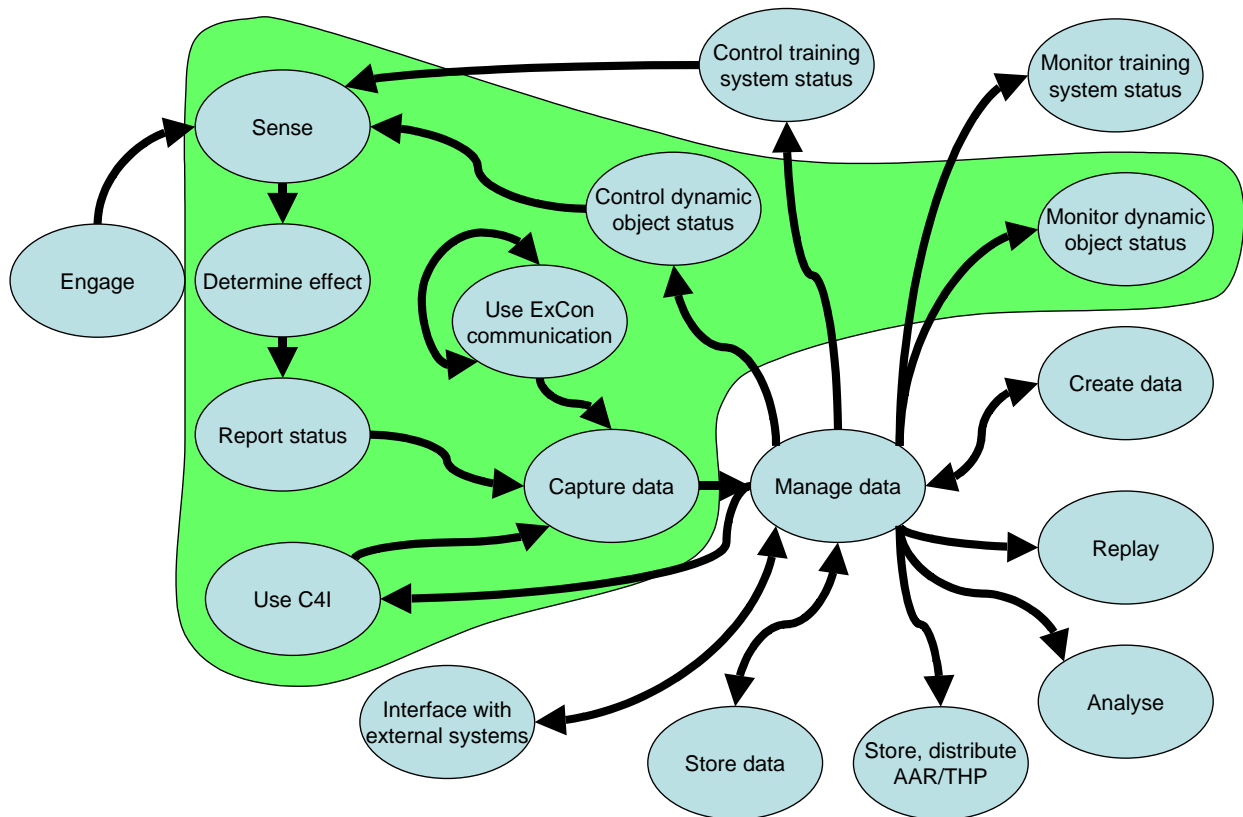 Control training
system status
Monitor training
system status
Sense
Control dynamic
object status
Monitor dynamic
object status
Engage
Determine effect
Use ExCon
communication
Create data
Report status
Capture data
Manage data
Replay
Use C4I
Analyse
Interface with
external systems
Store data
Store, distribute
AAR/THP